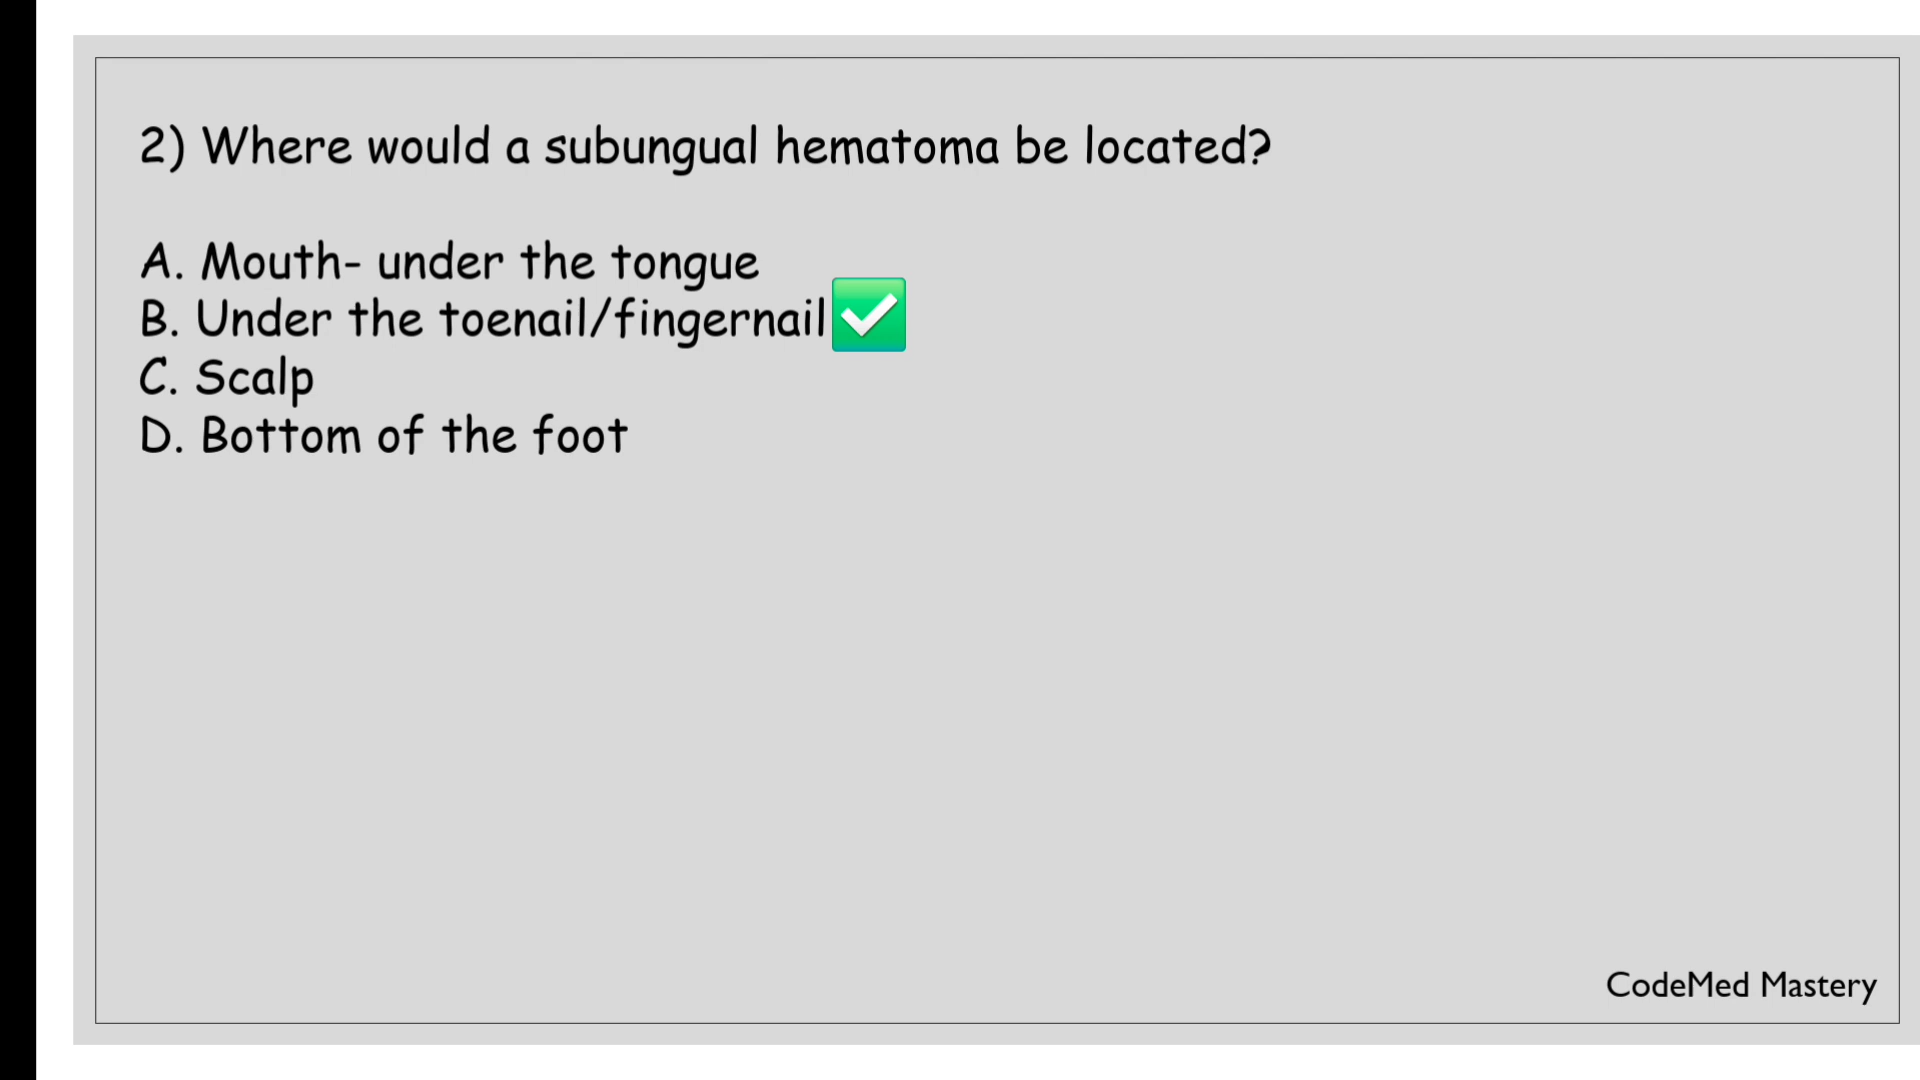 2) Where would a subungual hematoma be located?
A. Mouth- under the tongue
B. Under the toenail/fingernail✅
C. Scalp
D. Bottom of the foot
CodeMed Mastery